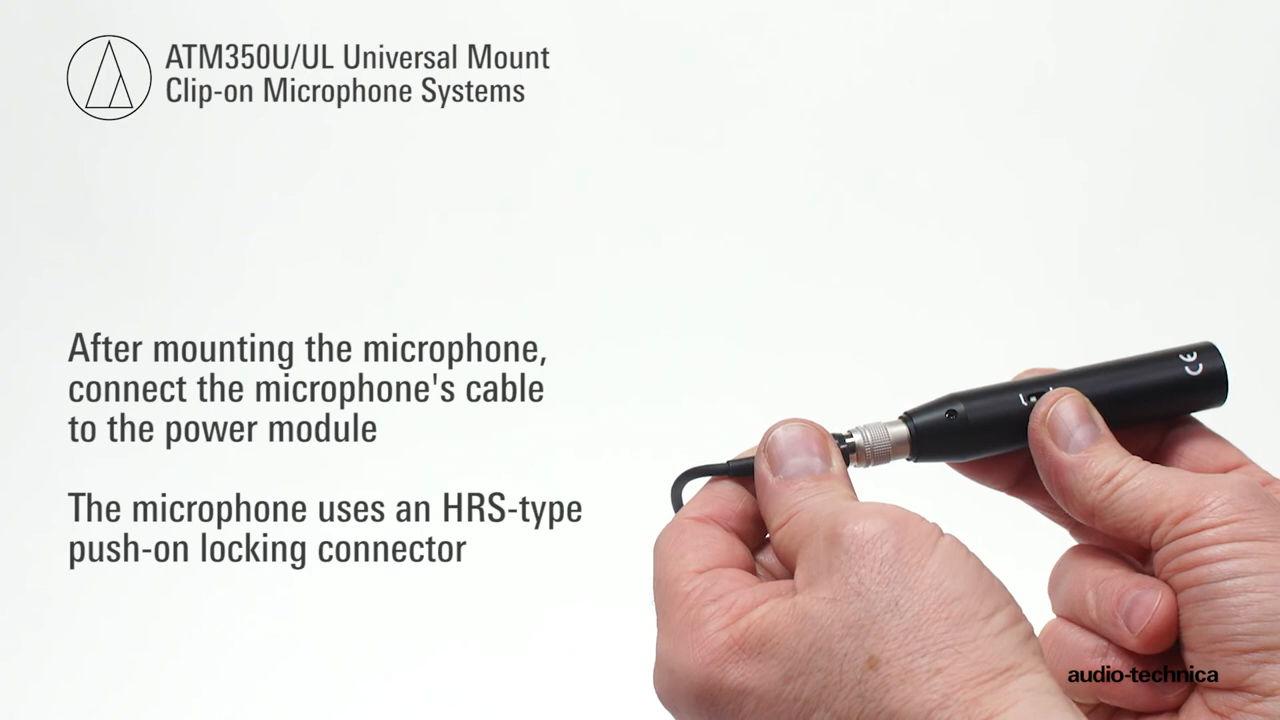 ATM350U/UL Universal Mount
Clip-on Microphone Systems
After mounting the microphone,
connect the microphone's cable
to the power module
The microphone uses an HRS-type
push-on locking connector
CE
audio-technica